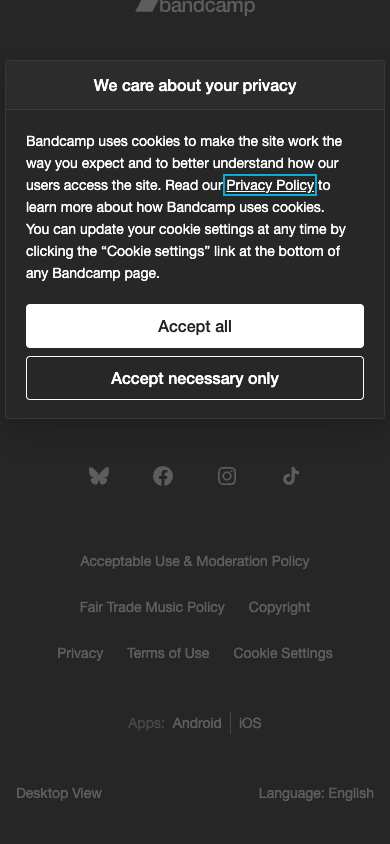 bandcamp
We care about your privacy
Bandcamp uses cookies to make the site work the
way you expect and to better understand how our
users access the site. Read our Privacy Policy to
learn more about how Bandcamp uses cookies.
You can update your cookie settings at any time by
clicking the “Cookie settings” link at the bottom of
any Bandcamp page.
Accept all
Accept necessary only
Acceptable Use & Moderation Policy
Fair Trade Music Policy Copyright
Privacy Terms of Use Cookie Settings
Apps: Android iOS
Desktop View Language: English